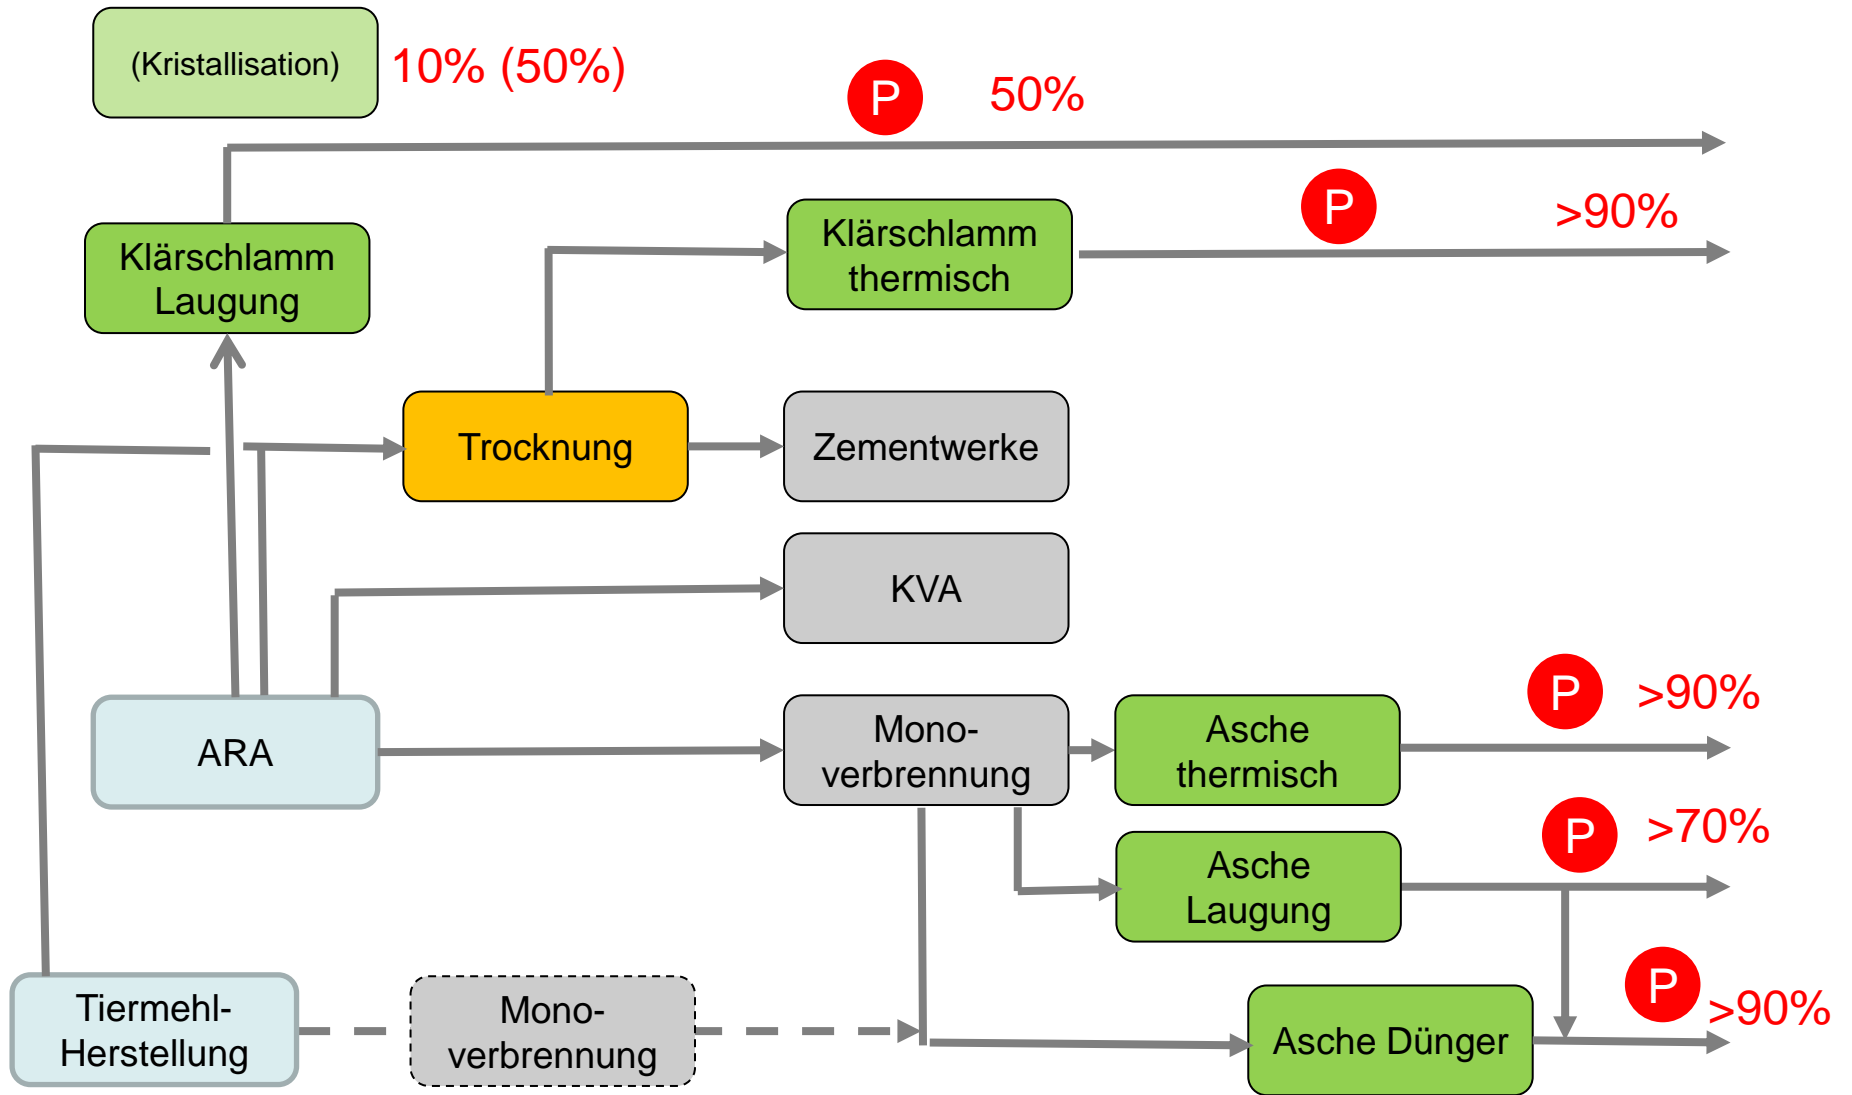 (Kristallisation)
10% (50%)
P
50%
Klärschlamm
Laugung
Klärschlamm
thermisch
P
>90%
Trocknung
Zementwerke
KVA
ARA
Mono-
verbrennung
Asche
thermisch
P
>90%
Asche
Laugung
P
>70%
Tiermehl-
Herstellung
Mono-
verbrennung
Asche Dünger
P
>90%